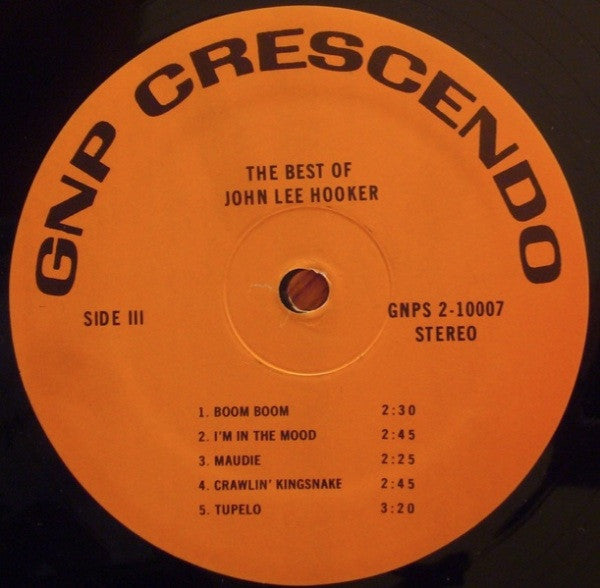 GNP CRESCENDO
THE BEST OF
JOHN LEE HOOKER
SIDE III
GNPS 2-10007
STEREO
1. BOOM BOOM 2:30
2. I'M IN THE MOOD 2:45
3. MAUDIE 2:25
4. CRAWLIN' KINGSNAKE 2:45
5. TUPELO 3:20